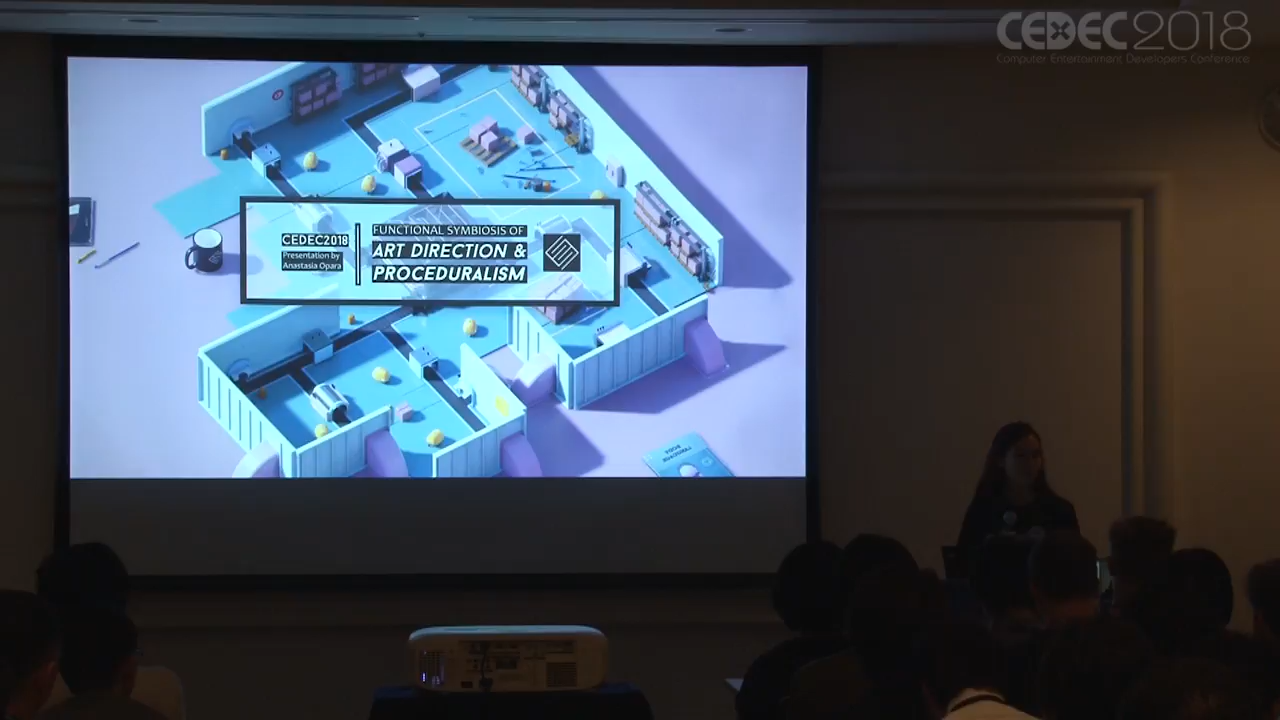 CEDEC2018
Computer Entertainment Developers Conference
CEDEC2018
Presentation by
Anastasia Opara
FUNCTIONAL SYMBIOSIS OF
ART DIRECTION &
PROCEDURALISM